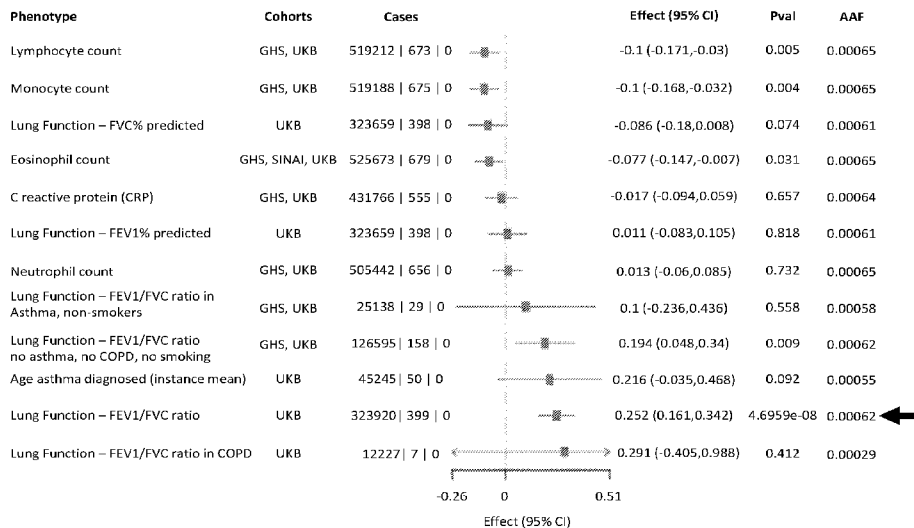 Phenotype Cohorts Cases Effect (95% CI) Pval AAF
Lymphocyte count GHS, UKB 519212 | 673 | 0 -0.1 (-0.171,-0.03) 0.005 0.00065
Monocyte count GHS, UKB 519188 | 675 | 0 -0.1 (-0.168,-0.032) 0.004 0.00065
Lung Function – FVC% predicted UKB 323659 | 398 | 0 -0.086 (-0.18,0.008) 0.074 0.00061
Eosinophil count GHS, SINAI, UKB 525673 | 679 | 0 -0.077 (-0.147,-0.007) 0.031 0.00065
C reactive protein (CRP) GHS, UKB 431766 | 555 | 0 -0.017 (-0.094,0.059) 0.657 0.00064
Lung Function – FEV1% predicted UKB 323659 | 398 | 0 0.011 (-0.083,0.105) 0.818 0.00061
Neutrophil count GHS, UKB 505442 | 656 | 0 0.013 (-0.06,0.085) 0.732 0.00065
Lung Function – FEV1/FVC ratio in
Asthma, non-smokers GHS, UKB 25138 | 29 | 0 0.1 (-0.236,0.436) 0.558 0.00058
Lung Function – FEV1/FVC ratio
no asthma, no COPD, no smoking GHS, UKB 126595 | 158 | 0 0.194 (0.048,0.34) 0.009 0.00062
Age asthma diagnosed (instance mean) UKB 45245 | 50 | 0 0.216 (-0.035,0.468) 0.092 0.00055
Lung Function – FEV1/FVC ratio UKB 323920 | 399 | 0 0.252 (0.161,0.342) 4.6959e-08 0.00062
Lung Function – FEV1/FVC ratio in COPD UKB 12227 | 7 | 0 0.291 (-0.405,0.988) 0.412 0.00029
-0.26 0 0.51
Effect (95% CI)